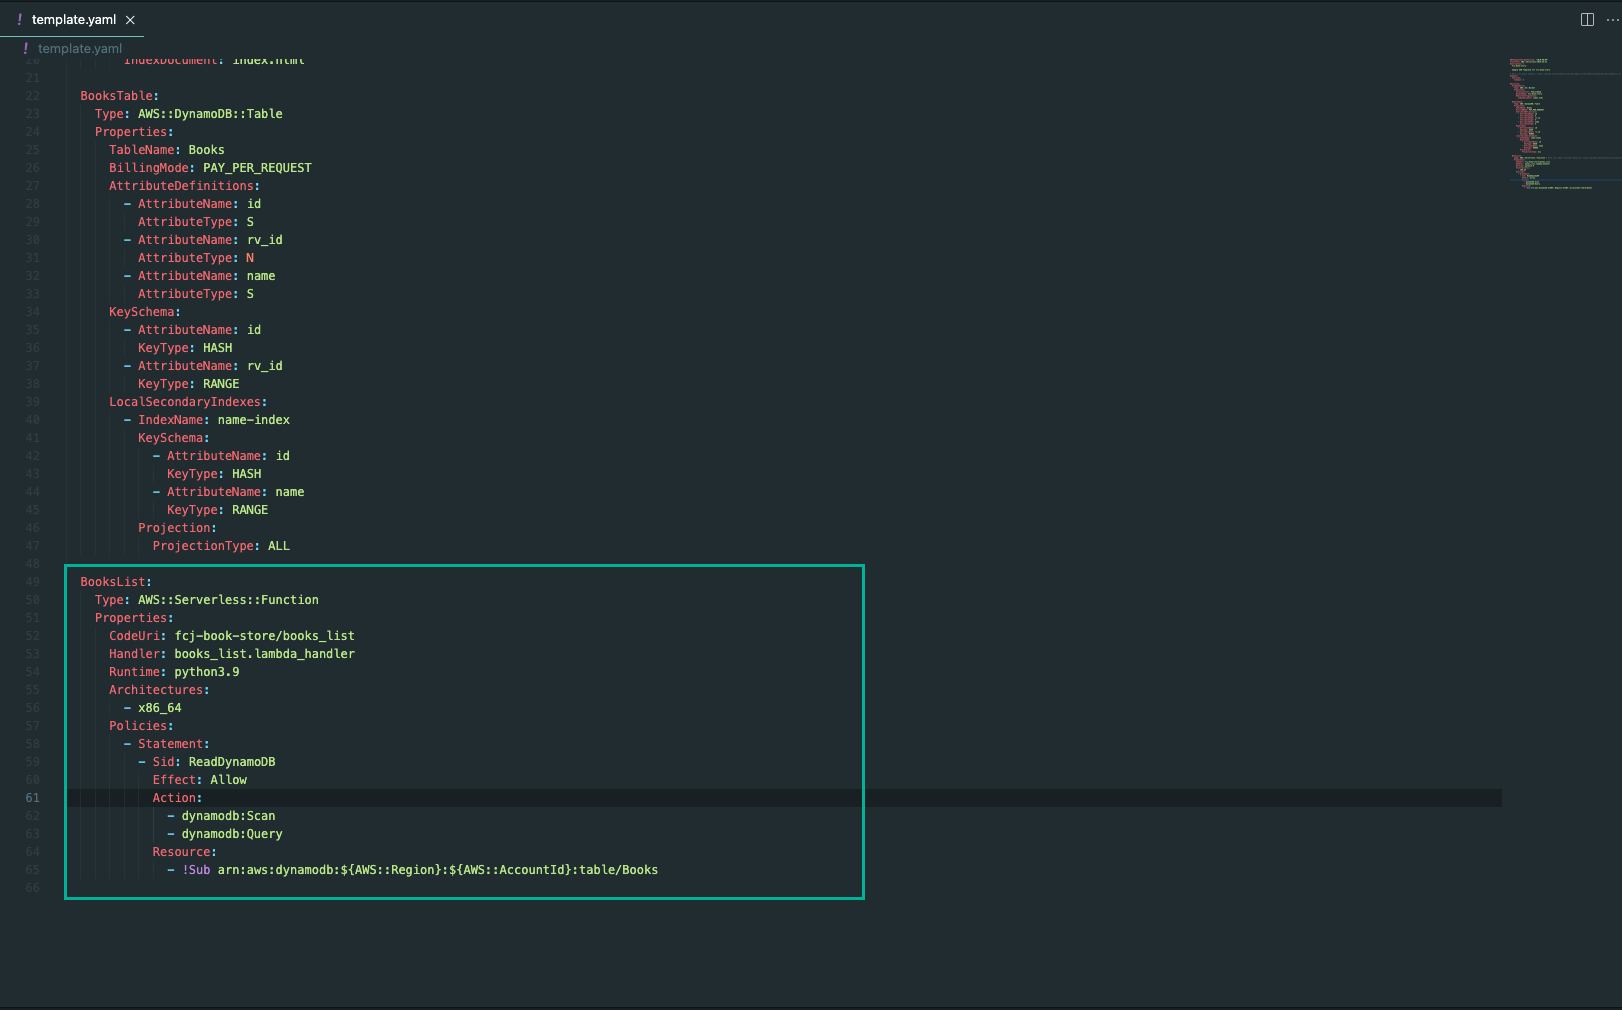 ! template.yaml ×
! template.yaml
20 IndexDocument: index.html
21
22 BooksTable:
23 Type: AWS::DynamoDB::Table
24 Properties:
25 TableName: Books
26 BillingMode: PAY_PER_REQUEST
27 AttributeDefinitions:
28 - AttributeName: id
29 AttributeType: S
30 - AttributeName: rv_id
31 AttributeType: N
32 - AttributeName: name
33 AttributeType: S
34 KeySchema:
35 - AttributeName: id
36 KeyType: HASH
37 - AttributeName: rv_id
38 KeyType: RANGE
39 LocalSecondaryIndexes:
40 - IndexName: name-index
41 KeySchema:
42 - AttributeName: id
43 KeyType: HASH
44 - AttributeName: name
45 KeyType: RANGE
46 Projection:
47 ProjectionType: ALL
48
49 BooksList:
50 Type: AWS::Serverless::Function
51 Properties:
52 CodeUri: fcj-book-store/books_list
53 Handler: books_list.lambda_handler
54 Runtime: python3.9
55 Architectures:
56 - x86_64
57 Policies:
58 - Statement:
59 - Sid: ReadDynamoDB
60 Effect: Allow
61 Action:
62 - dynamodb:Scan
63 - dynamodb:Query
64 Resource:
65 - !Sub arn:aws:dynamodb:${AWS::Region}:${AWS::AccountId}:table/Books
66